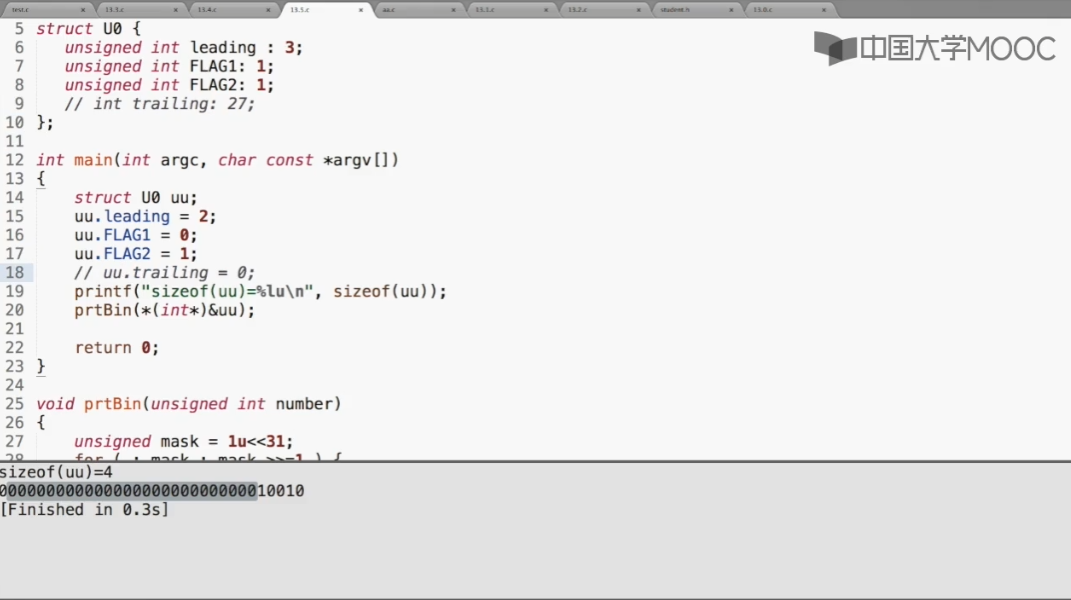 test.c × 13.3.c × 13.4.c × 13.5.c × aa.c × 13.1.c × 13.2.c × student.h × 13.0.c ×
中国大学MOOC
5 struct U0 {
6 unsigned int leading : 3;
7 unsigned int FLAG1: 1;
8 unsigned int FLAG2: 1;
9 // int trailing: 27;
10 };
11
12 int main(int argc, char const *argv[])
13 {
14 struct U0 uu;
15 uu.leading = 2;
16 uu.FLAG1 = 0;
17 uu.FLAG2 = 1;
18 // uu.trailing = 0;
19 printf("sizeof(uu)=%lu\n", sizeof(uu));
20 prtBin(*(int*)&uu);
21
22 return 0;
23 }
24
25 void prtBin(unsigned int number)
26 {
27 unsigned mask = 1u<<31;
28 for ( ; mask ; mask >>=1 ) {
sizeof(uu)=4
00000000000000000000000000010010
[Finished in 0.3s]